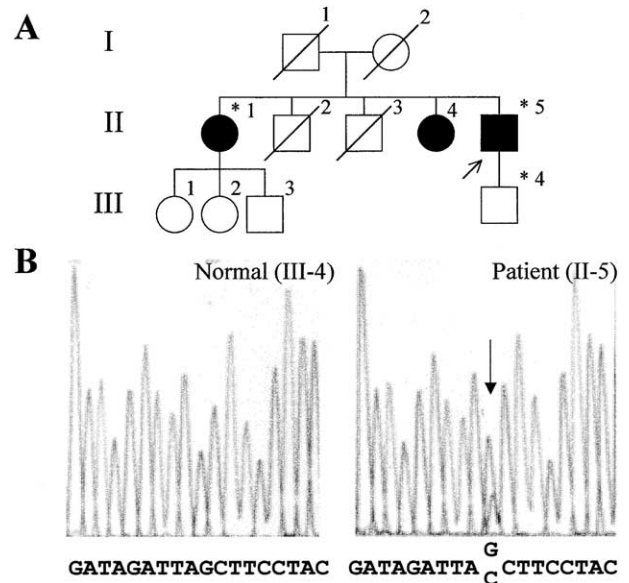 A
I
1
2
II
* 1
2
3
4
* 5
III
1
2
3
* 4
B
Normal (III-4)
Patient (II-5)
GATAGATTAGCTTCCTAC
GATAGATTA G/C CTTCCTAC